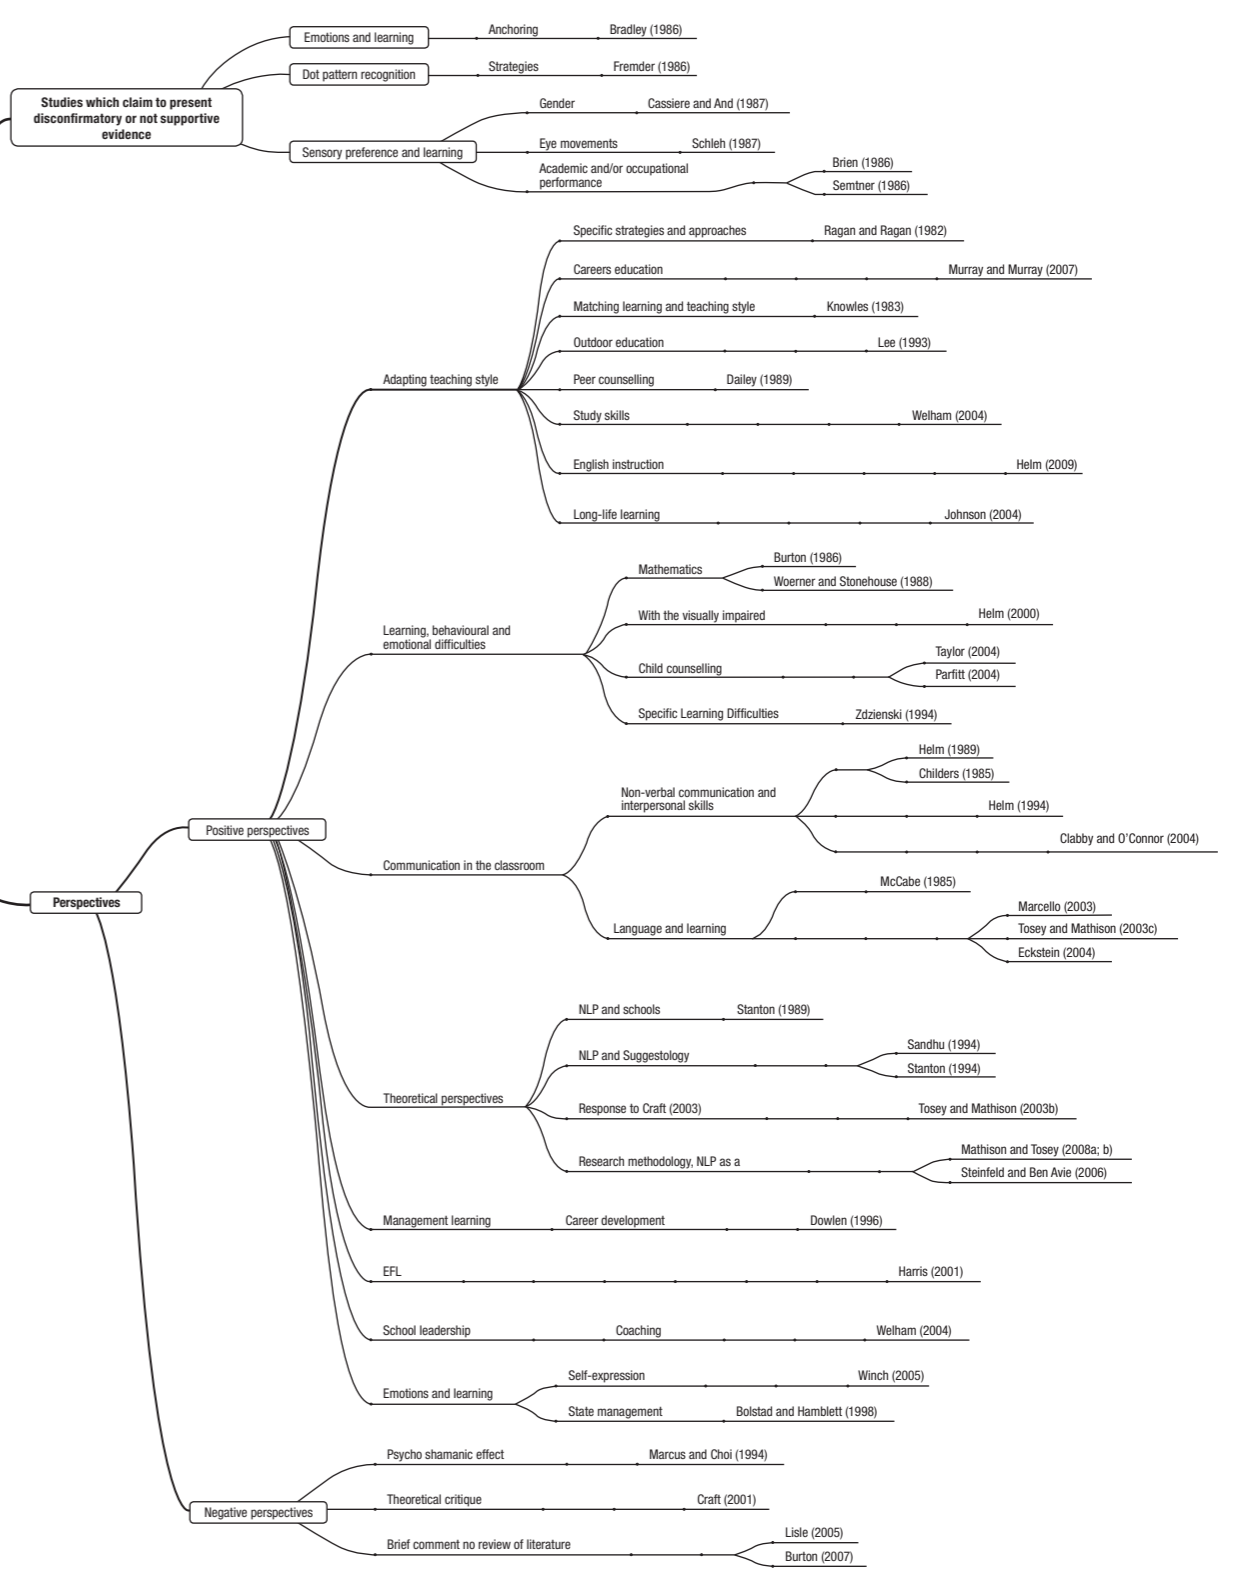 Emotions and learning
Anchoring
Bradley (1986)
Dot pattern recognition
Strategies
Fremder (1986)
Studies which claim to present
disconfirmatory or not supportive
evidence
Sensory preference and learning
Gender
Cassiere and And (1987)
Eye movements
Schleh (1987)
Academic and/or occupational
performance
Brien (1986)
Semtner (1986)
Perspectives
Positive perspectives
Adapting teaching style
Specific strategies and approaches
Ragan and Ragan (1982)
Careers education
Murray and Murray (2007)
Matching learning and teaching style
Knowles (1983)
Outdoor education
Lee (1993)
Peer counselling
Dailey (1989)
Study skills
Welham (2004)
English instruction
Helm (2009)
Long-life learning
Johnson (2004)
Learning, behavioural and
emotional difficulties
Mathematics
Burton (1986)
Woerner and Stonehouse (1988)
With the visually impaired
Helm (2000)
Child counselling
Taylor (2004)
Parfitt (2004)
Specific Learning Difficulties
Zdzienski (1994)
Communication in the classroom
Non-verbal communication and
interpersonal skills
Helm (1989)
Childers (1985)
Helm (1994)
Clabby and O'Connor (2004)
Language and learning
McCabe (1985)
Marcello (2003)
Tosey and Mathison (2003c)
Eckstein (2004)
Theoretical perspectives
NLP and schools
Stanton (1989)
NLP and Suggestology
Sandhu (1994)
Stanton (1994)
Response to Craft (2003)
Tosey and Mathison (2003b)
Research methodology, NLP as a
Mathison and Tosey (2008a; b)
Steinfeld and Ben Avie (2006)
Management learning
Career development
Dowlen (1996)
EFL
Harris (2001)
School leadership
Coaching
Welham (2004)
Emotions and learning
Self-expression
Winch (2005)
State management
Bolstad and Hamblett (1998)
Negative perspectives
Psycho shamanic effect
Marcus and Choi (1994)
Theoretical critique
Craft (2001)
Brief comment no review of literature
Lisle (2005)
Burton (2007)